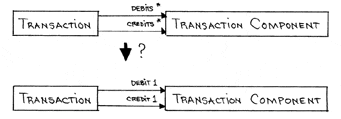 DEBITS *
TRANSACTION CREDITS * TRANSACTION COMPONENT
?
DEBIT 1
TRANSACTION CREDIT 1 TRANSACTION COMPONENT